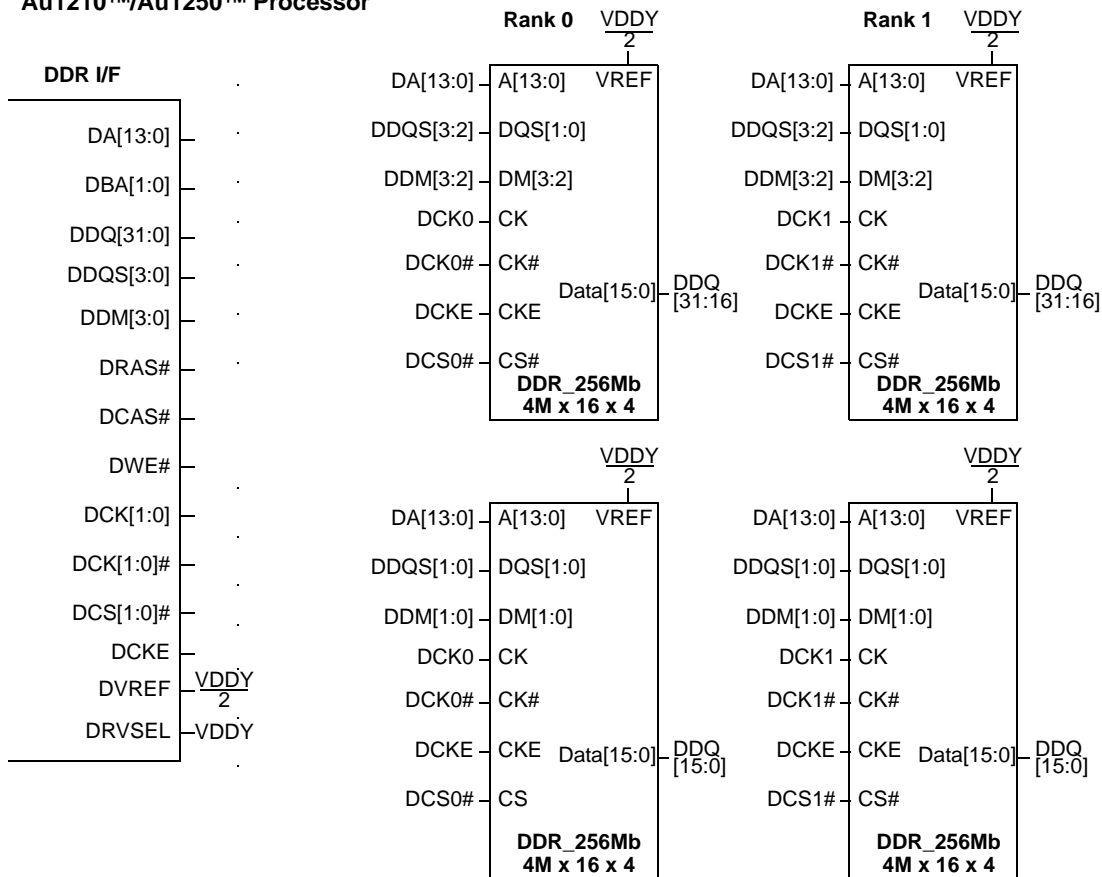 Au1210™/Au1250™ Processor
DDR I/F
DA[13:0]
DBA[1:0]
DDQ[31:0]
DDQS[3:0]
DDM[3:0]
DRAS#
DCAS#
DWE#
DCK[1:0]
DCK[1:0]#
DCS[1:0]#
DCKE
DVREF VDDY
2
DRVSEL VDDY
Rank 0 VDDY
2
DA[13:0] A[13:0] VREF
DDQS[3:2] DQS[1:0]
DDM[3:2] DM[3:2]
DCK0 CK
DCK0# CK#
Data[15:0] DDQ
[31:16]
DCKE CKE
DCS0# CS#
DDR_256Mb
4M x 16 x 4
Rank 1 VDDY
2
DA[13:0] A[13:0] VREF
DDQS[3:2] DQS[1:0]
DDM[3:2] DM[3:2]
DCK1 CK
DCK1# CK#
Data[15:0] DDQ
[31:16]
DCKE CKE
DCS1# CS#
DDR_256Mb
4M x 16 x 4
VDDY
2
DA[13:0] A[13:0] VREF
DDQS[1:0] DQS[1:0]
DDM[1:0] DM[1:0]
DCK0 CK
DCK0# CK#
DCKE CKE Data[15:0] DDQ
[15:0]
DCS0# CS
DDR_256Mb
4M x 16 x 4
VDDY
2
DA[13:0] A[13:0] VREF
DDQS[1:0] DQS[1:0]
DDM[1:0] DM[1:0]
DCK1 CK
DCK1# CK#
DCKE CKE Data[15:0] DDQ
[15:0]
DCS1# CS#
DDR_256Mb
4M x 16 x 4